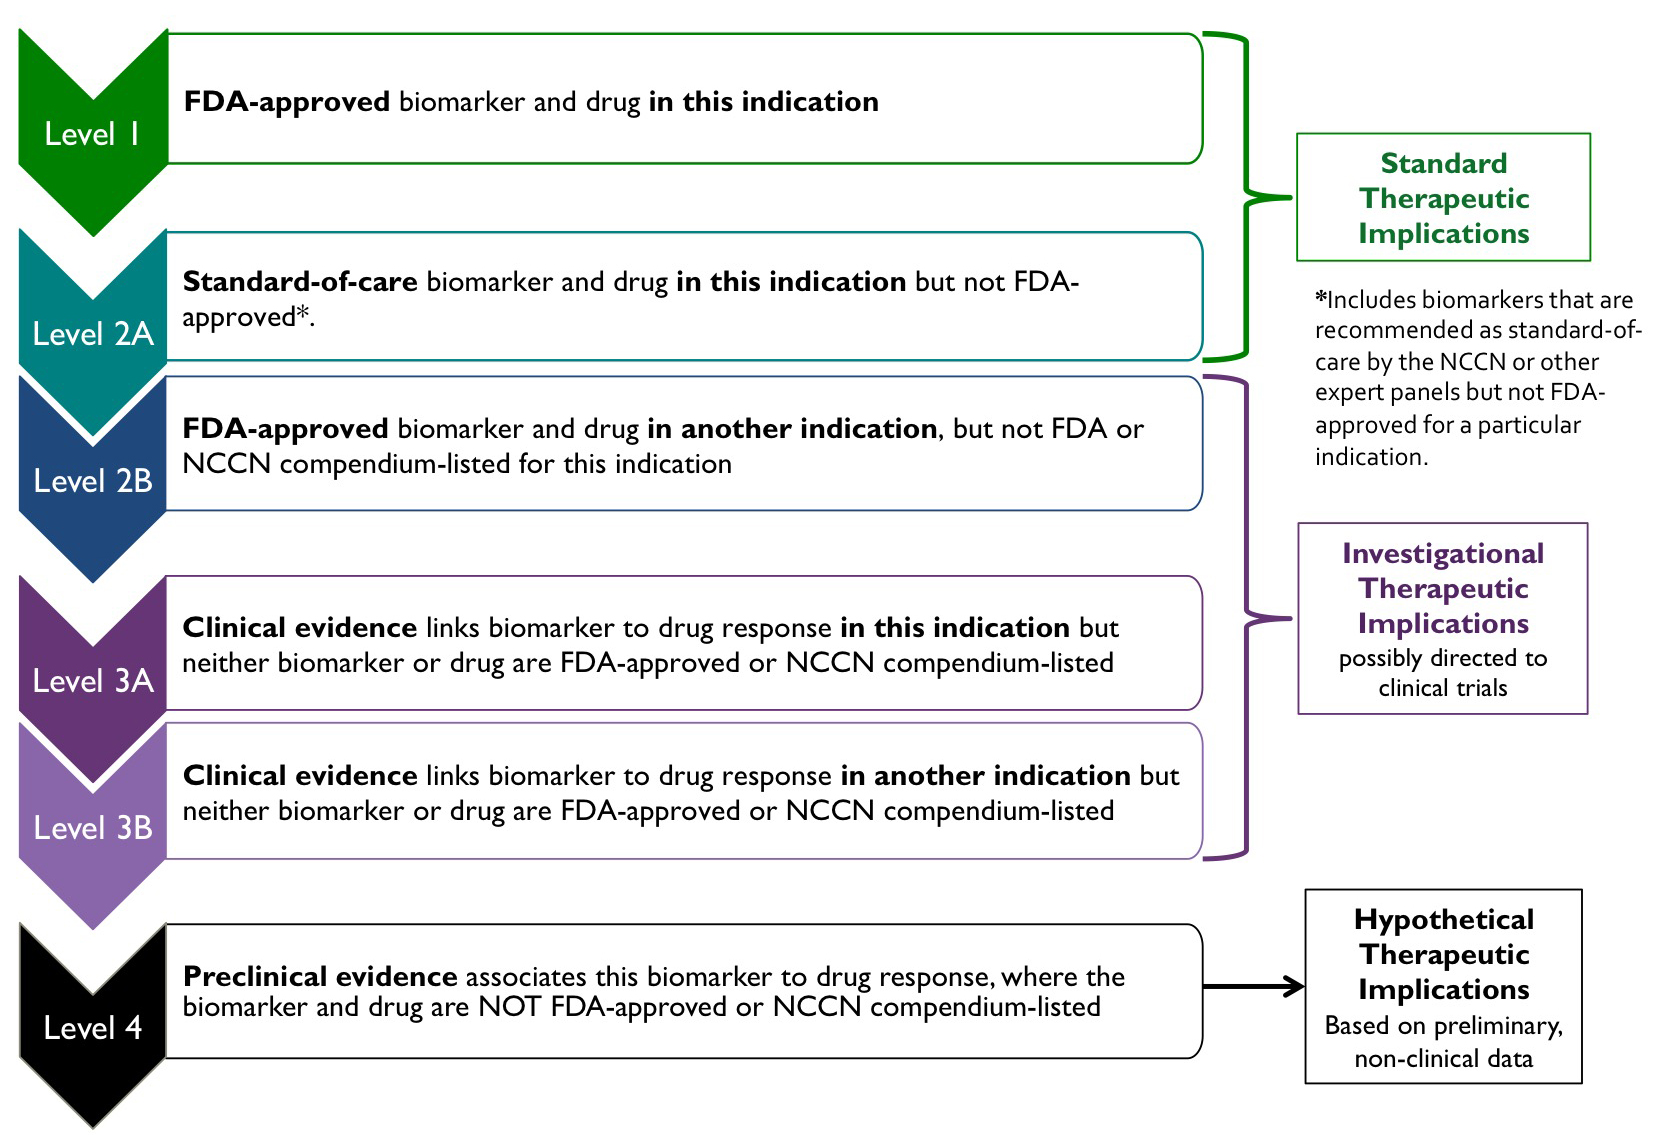 Level 1
FDA-approved biomarker and drug in this indication
Standard
Therapeutic
Implications
Level 2A
Standard-of-care biomarker and drug in this indication but not FDA-
approved*.
*Includes biomarkers that are
recommended as standard-of-
care by the NCCN or other
expert panels but not FDA-
approved for a particular
indication.
Level 2B
FDA-approved biomarker and drug in another indication, but not FDA or
NCCN compendium-listed for this indication
Level 3A
Clinical evidence links biomarker to drug response in this indication but
neither biomarker or drug are FDA-approved or NCCN compendium-listed
Investigational
Therapeutic
Implications
possibly directed to
clinical trials
Level 3B
Clinical evidence links biomarker to drug response in another indication but
neither biomarker or drug are FDA-approved or NCCN compendium-listed
Level 4
Preclinical evidence associates this biomarker to drug response, where the
biomarker and drug are NOT FDA-approved or NCCN compendium-listed
Hypothetical
Therapeutic
Implications
Based on preliminary,
non-clinical data